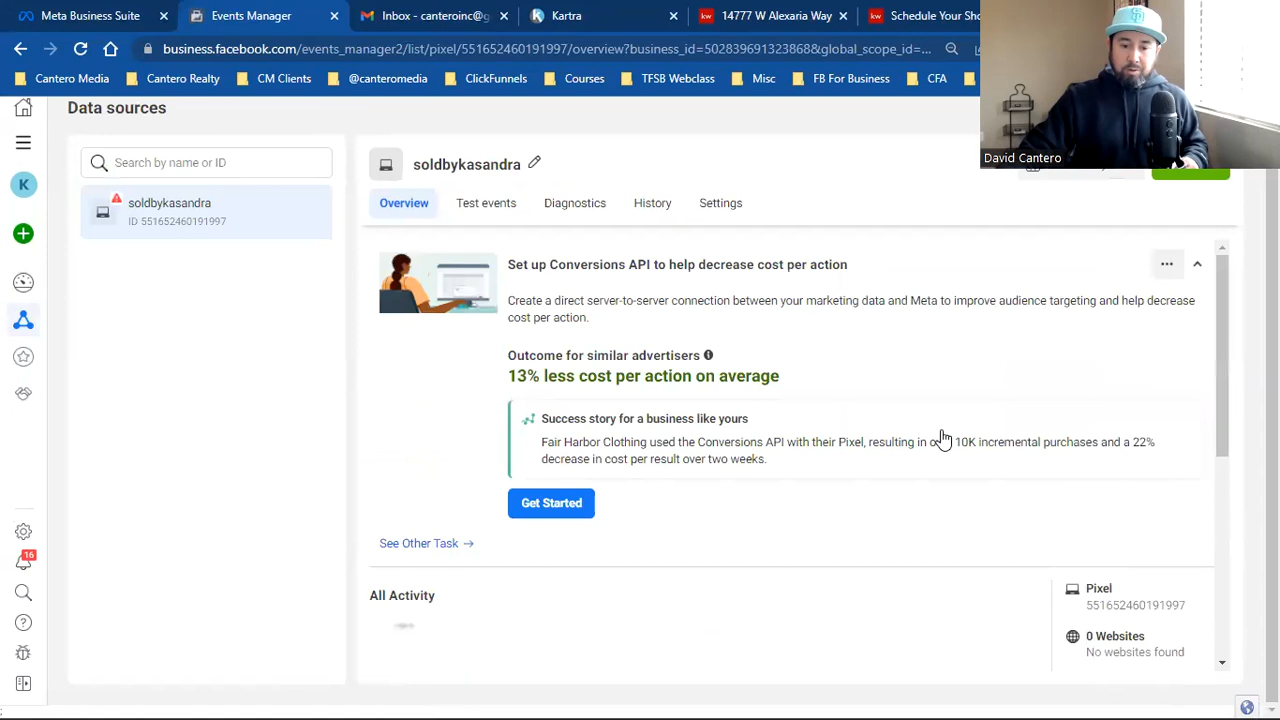 Meta Business Suite
Events Manager
Inbox - canteroinc@g
Kartra
kw 14777 W Alexaria Way
kw Schedule Your Sho
business.facebook.com/events_manager2/list/pixel/551652460191997/overview?business_id=502839691323868&global_scope_id=...
Cantero Media
Cantero Realty
CM Clients
@canteromedia
ClickFunnels
Courses
TFSB Webclass
Misc
FB For Business
CFA
David Cantero
Data sources
Search by name or ID
soldbykasandra
ID 551652460191997
K
soldbykasandra
Overview
Test events
Diagnostics
History
Settings
Set up Conversions API to help decrease cost per action
Create a direct server-to-server connection between your marketing data and Meta to improve audience targeting and help decrease
cost per action.
Outcome for similar advertisers
13% less cost per action on average
Success story for a business like yours
Fair Harbor Clothing used the Conversions API with their Pixel, resulting in 10K incremental purchases and a 22%
decrease in cost per result over two weeks.
Get Started
See Other Task →
All Activity
Pixel
551652460191997
0 Websites
No websites found
16